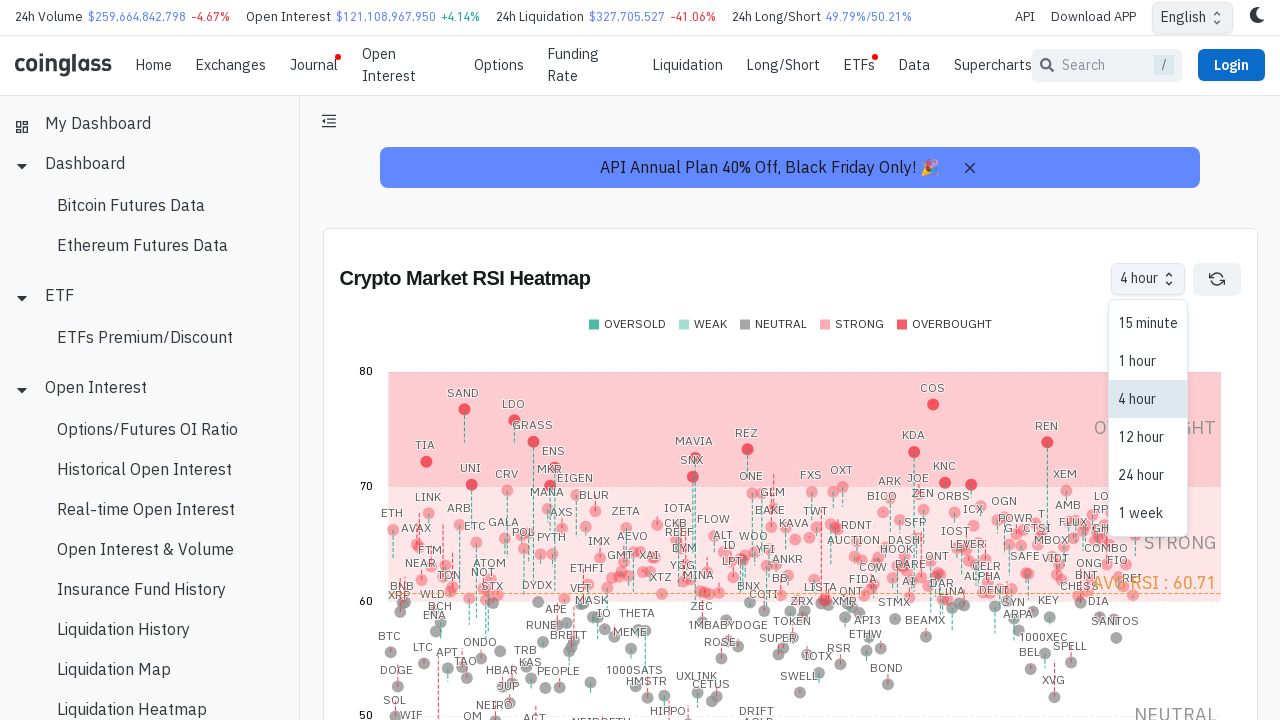 24h Volume $259,664,842,798 -4.67% Open Interest $121,108,967,950 +4.14% 24h Liquidation $327,705,527 -41.06% 24h Long/Short 49.79%/50.21% API Download APP English
coinglass Home Exchanges Journal Open Interest Options Funding Rate Liquidation Long/Short ETFs Data Supercharts Search / Login
My Dashboard
Dashboard
Bitcoin Futures Data
Ethereum Futures Data
ETF
ETFs Premium/Discount
Open Interest
Options/Futures OI Ratio
Historical Open Interest
Real-time Open Interest
Open Interest & Volume
Insurance Fund History
Liquidation History
Liquidation Map
Liquidation Heatmap
API Annual Plan 40% Off, Black Friday Only! 🎉
Crypto Market RSI Heatmap
4 hour
15 minute
1 hour
4 hour
12 hour
24 hour
1 week
OVERSOLD WEAK NEUTRAL STRONG OVERBOUGHT
80
COS
SAND
LDO
GRASS REZ REN
TIA ENS MAVIA KDA
UNI CRV MKR EIGEN SNX ONE FXS OXT ARK JOE KNC XEM
70
LINK MANA BLUR GLM BICO ZEN ORBS OGN
ETH ARB AXS IOTA ZETA BAKE TWT ICX
AVAX ETC GALA POL CKB FLOW KAVA RDNT SFP POWR CTSI FLUX
FTM PYTH IMX AEVO REEF ALT WOO AUCTION DASH IOST MBOX
ATOM GMT XAI DYM ID YFI HOOK LEVER COMBO
NEAR NOT ETHFI YGG LPT ANKR COW RARE ONT SAFE VIDT ONG FIO
TON XTZ MINA BB FIDA AI CELR ALPHA BNT
BNB STX DYDX VET BNX LISTA DAR CHESS
STRONG
AVG RSI : 60.71
60
XRP WLD MASK COTI ONT LINA DENT
BCH APE ZEC ZRX XMR STMX SYN KEY DIA
ENA RUNE IO THETA 1MBABYDOGE TOKEN API3 BEAMX ARPA SANTOS
BTC BRETT MEME ROSE SUPER ETHW 1000XEC
LTC APT ONDO TRB RSR BEL SPELL
DOGE TAO HBAR KAS PEOPLE 1000SATS UXLINK IOTX BOND
SOL JUP HMSTR CETUS SWELL XVG
WIF NEIRO HIPPO DRIFT
50
NEUTRAL